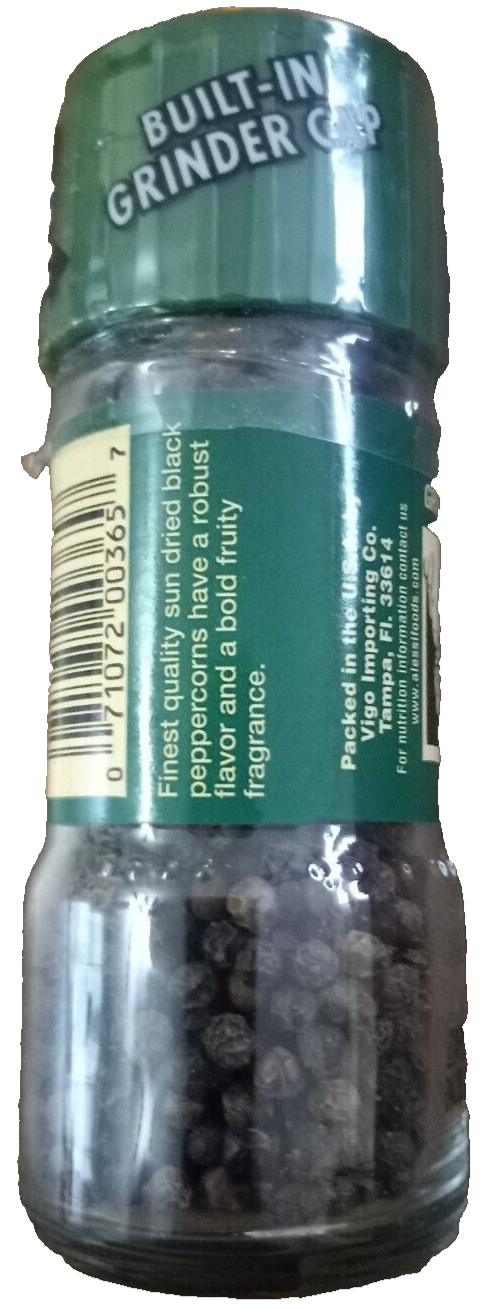 BUILT-IN
GRINDER CAP
0 71072 00365 7
Finest quality sun dried black
peppercorns have a robust
flavor and a bold fruity
fragrance.
Packed in the U.S.
Vigo Importing Co.
Tampa, Fl. 33614
For nutrition information contact us
www.alessifoods.com